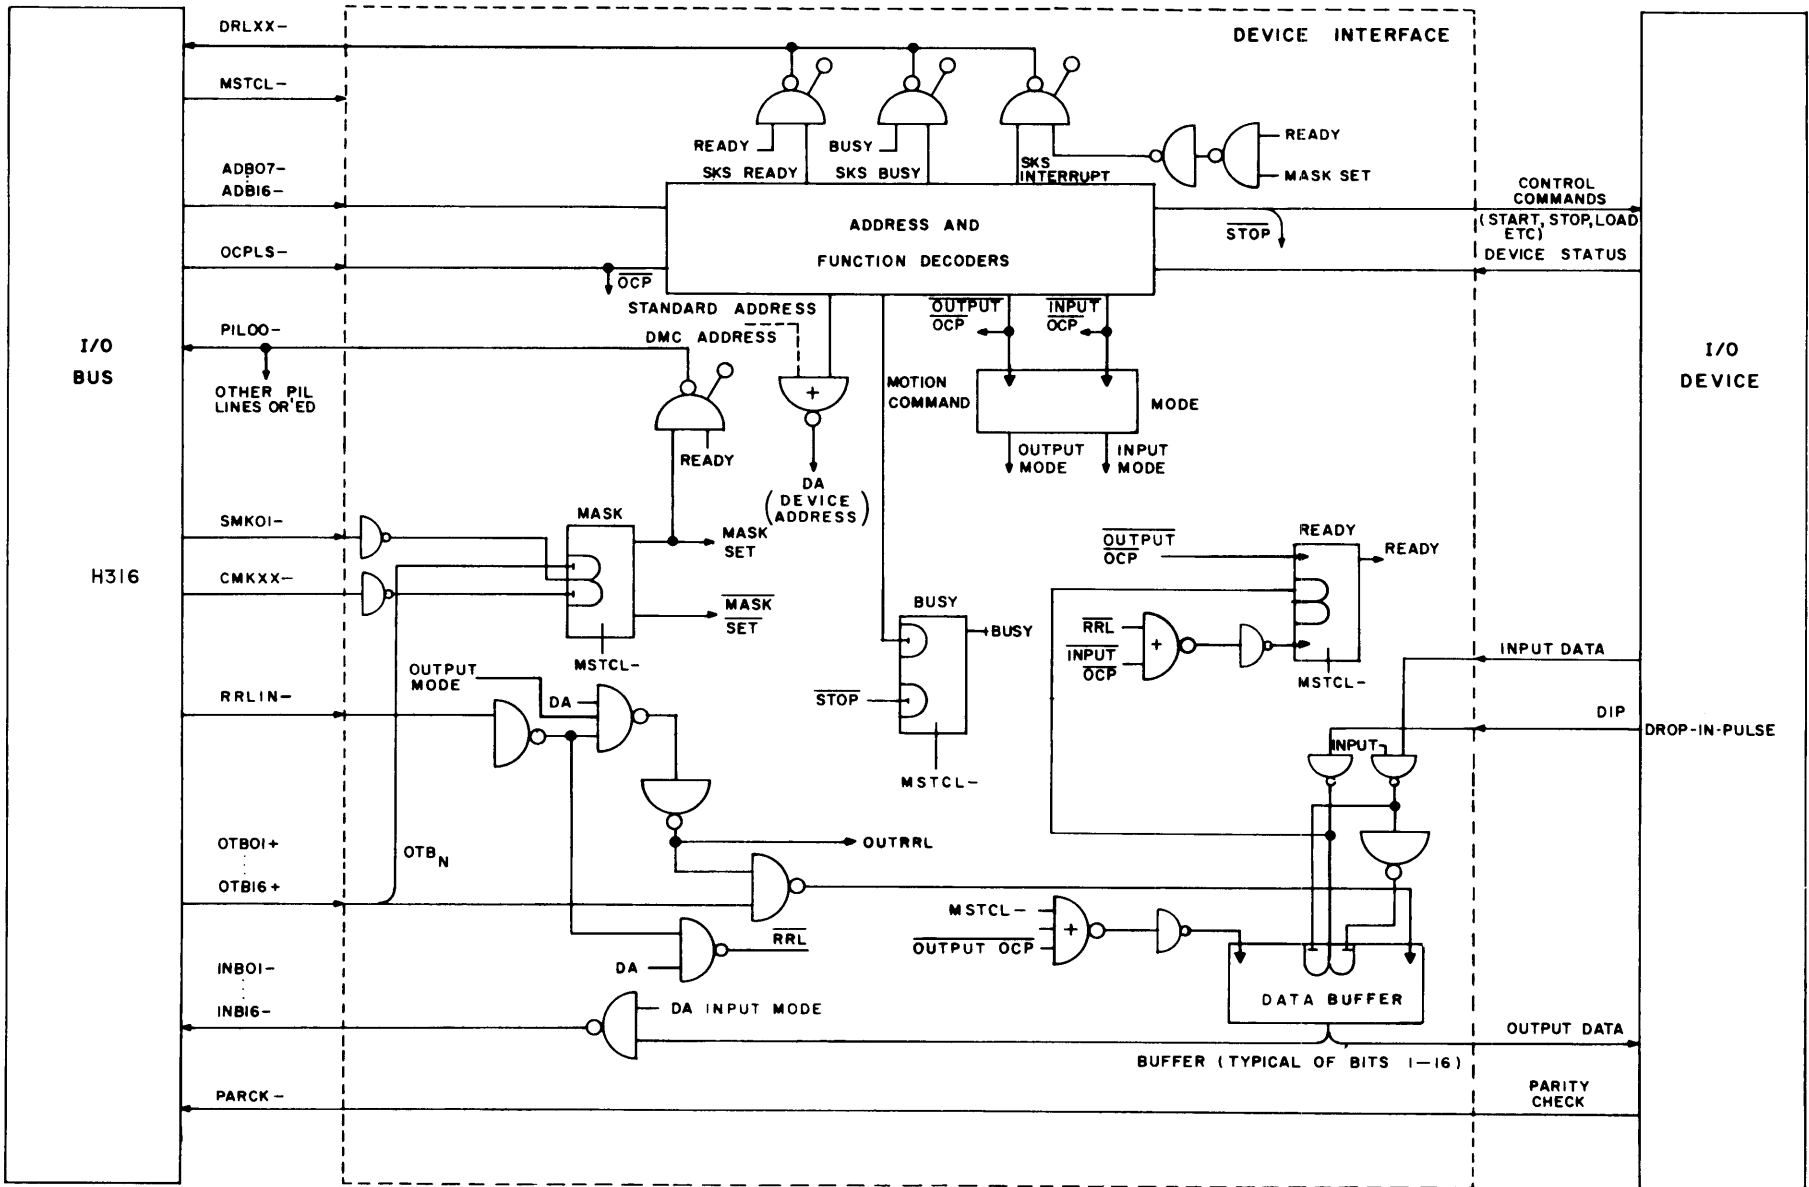 DEVICE INTERFACE
I/O
BUS
H316
DRLXX-
MSTCL-
ADB07-
ADB16-
OCPLS-
PIL00-
OTHER PIL
LINES OR'ED
SMK01-
CMKXX-
RRLIN-
OTB01+
OTB16+
INB01-
INB16-
PARCK-
READY
SKS READY
BUSY
SKS BUSY
SKS
INTERRUPT
READY
MASK SET
ADDRESS AND
FUNCTION DECODERS
OCP
STANDARD ADDRESS
DMC ADDRESS
+
DA
(DEVICE
ADDRESS)
READY
MOTION
COMMAND
OUTPUT
OCP
INPUT
OCP
MODE
OUTPUT
MODE
INPUT
MODE
STOP
CONTROL
COMMANDS
(START, STOP, LOAD
ETC)
DEVICE STATUS
I/O
DEVICE
MASK
MASK
SET
MASK
SET
MSTCL-
OUTPUT
MODE
DA
OTBN
OUTRRL
RRL
DA
DA INPUT MODE
BUSY
BUSY
STOP
MSTCL-
READY
OUTPUT
OCP
READY
RRL
+
INPUT
OCP
MSTCL-
INPUT DATA
DIP
DROP-IN-PULSE
INPUT
MSTCL-
+
OUTPUT OCP
DATA BUFFER
OUTPUT DATA
BUFFER (TYPICAL OF BITS 1-16)
PARITY
CHECK